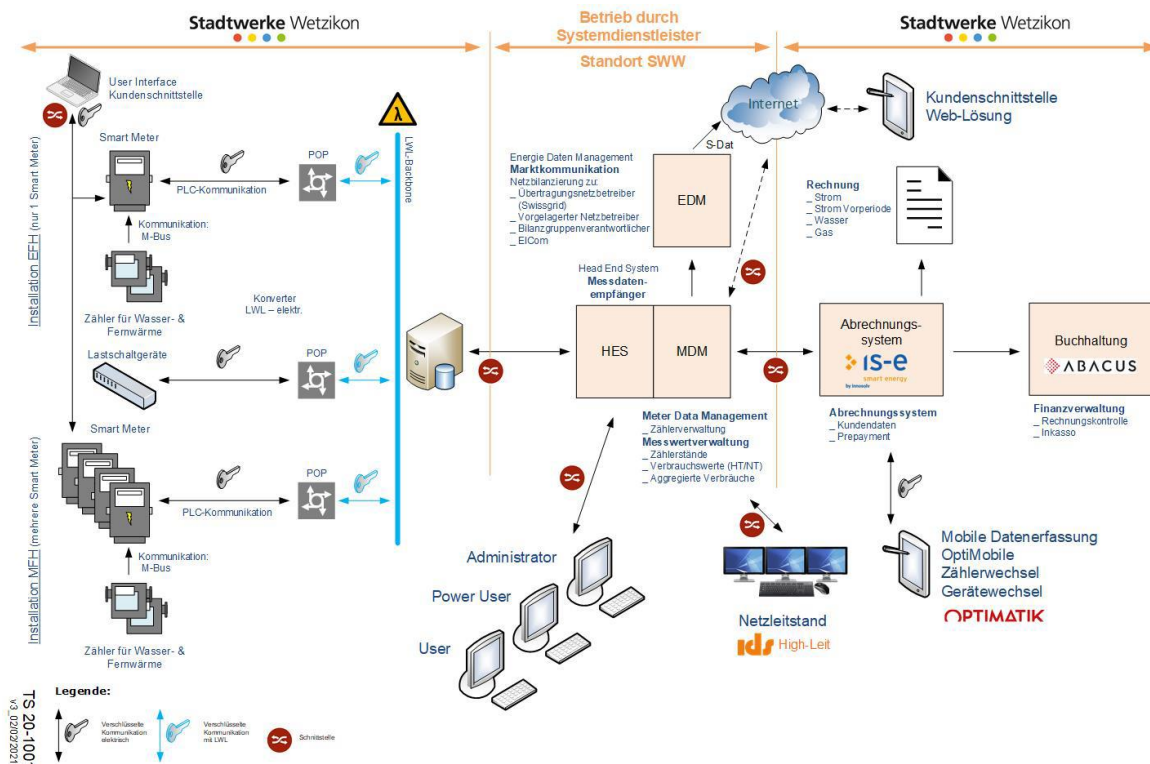 Stadtwerke Wetzikon
Betrieb durch
Systemdienstleister
Standort SWW
Stadtwerke Wetzikon
User Interface
Kundenschnittstelle
Installation EFH (nur 1 Smart Meter)
Smart Meter
PLC-Kommunikation
POP
λ
LWL-Backbone
Kommunikation:
M-Bus
Zähler für Wasser- &
Fernwärme
Konverter
LWL – elektr.
Lastschaltgeräte
POP
Installation MFH (mehrere Smart Meter)
Smart Meter
PLC-Kommunikation
POP
Kommunikation:
M-Bus
Zähler für Wasser- &
Fernwärme
Energie Daten Management
Marktkommunikation
Netzbilanzierung zu:
_ Übertragungsnetzbetreiber
(Swissgrid)
_ Vorgelagerter Netzbetreiber
_ Bilanzgruppenverantwortlicher
_ ElCom
EDM
S-Dat
Internet
Head End System
Messdaten-
empfänger
HES
MDM
Meter Data Management
_ Zählerverwaltung
Messwertverwaltung
_ Zählerstände
_ Verbrauchswerte (HT/NT)
_ Aggregierte Verbräuche
Administrator
Power User
User
Netzleitstand
ids High-Leit
Kundenschnittstelle
Web-Lösung
Rechnung
_ Strom
_ Strom Vorperiode
_ Wasser
_ Gas
Abrechnungs-
system
is-e
smart energy
by innosolv
Abrechnungssystem
_ Kundendaten
_ Prepayment
Buchhaltung
ABACUS
Finanzverwaltung
_ Rechnungskontrolle
_ Inkasso
Mobile Datenerfassung
OptiMobile
Zählerwechsel
Gerätewechsel
OPTIMATIK
Legende:
Verschlüsselte
Kommunikation
elektrisch
Verschlüsselte
Kommunikation
mit LWL
Schnittstelle
TS 20-100
v3_02/02/2021